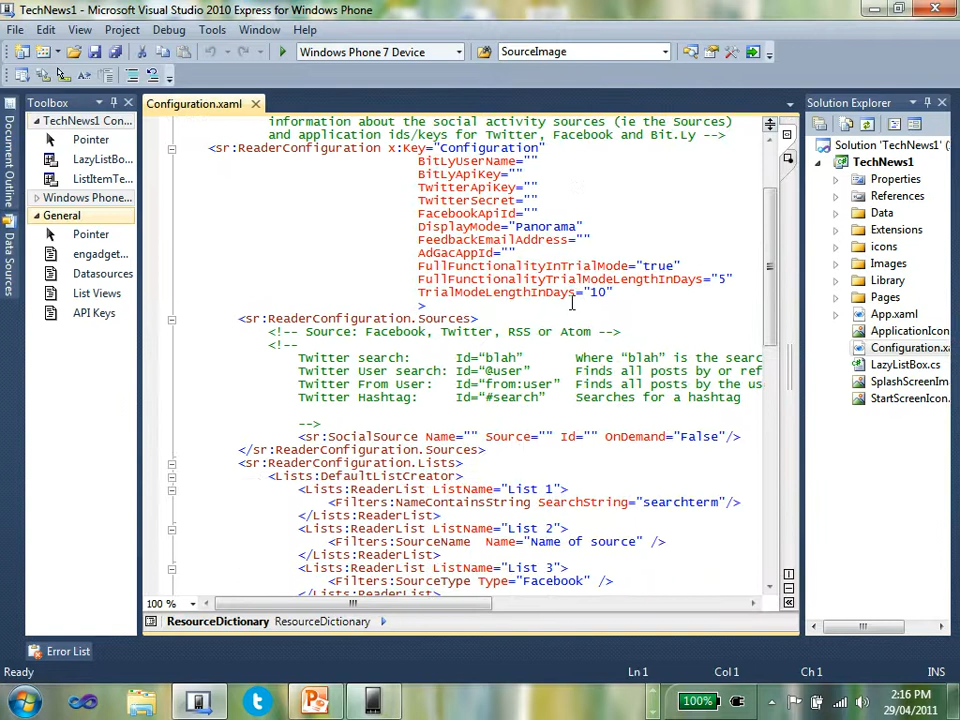 TechNews1 - Microsoft Visual Studio 2010 Express for Windows Phone
File Edit View Project Debug Tools Window Help
Windows Phone 7 Device SourceImage
Toolbox
TechNews1 Con...
Pointer
LazyListBo...
ListItemTe...
Windows Phone...
General
Pointer
engadget...
Datasources
List Views
API Keys
Document Outline
Data Sources
Configuration.xaml
information about the social activity sources (ie the Sources)
and application ids/keys for Twitter, Facebook and Bit.Ly -->
<sr:ReaderConfiguration x:Key="Configuration"
BitLyUserName=""
BitLyApiKey=""
TwitterApiKey=""
TwitterSecret=""
FacebookApiId=""
DisplayMode="Panorama"
FeedbackEmailAddress=""
AdGacAppId=""
FullFunctionalityInTrialMode="true"
FullFunctionalityTrialModeLengthInDays="5"
TrialModeLengthInDays="10"
>
<sr:ReaderConfiguration.Sources>
<!-- Source: Facebook, Twitter, RSS or Atom -->
<!--
Twitter search: Id="blah" Where "blah" is the searc
Twitter User search: Id="@user" Finds all posts by or ref
Twitter From User: Id="from:user" Finds all posts by the us
Twitter Hashtag: Id="#search" Searches for a hashtag
-->
<sr:SocialSource Name="" Source="" Id="" OnDemand="False"/>
</sr:ReaderConfiguration.Sources>
<sr:ReaderConfiguration.Lists>
<Lists:DefaultListCreator>
<Lists:ReaderList ListName="List 1">
<Filters:NameContainsString SearchString="searchterm"/>
</Lists:ReaderList>
<Lists:ReaderList ListName="List 2">
<Filters:SourceName Name="Name of source" />
</Lists:ReaderList>
<Lists:ReaderList ListName="List 3">
<Filters:SourceType Type="Facebook" />
</Lists:ReaderList>
100 %
ResourceDictionary ResourceDictionary
Solution Explorer
Solution 'TechNews1' (
TechNews1
Properties
References
Data
Extensions
icons
Images
Library
Pages
App.xaml
ApplicationIcon
Configuration.xa
LazyListBox.cs
SplashScreenIm
StartScreenIcon.
Error List
Ready Ln 1 Col 1 Ch 1 INS
100%
2:16 PM
29/04/2011